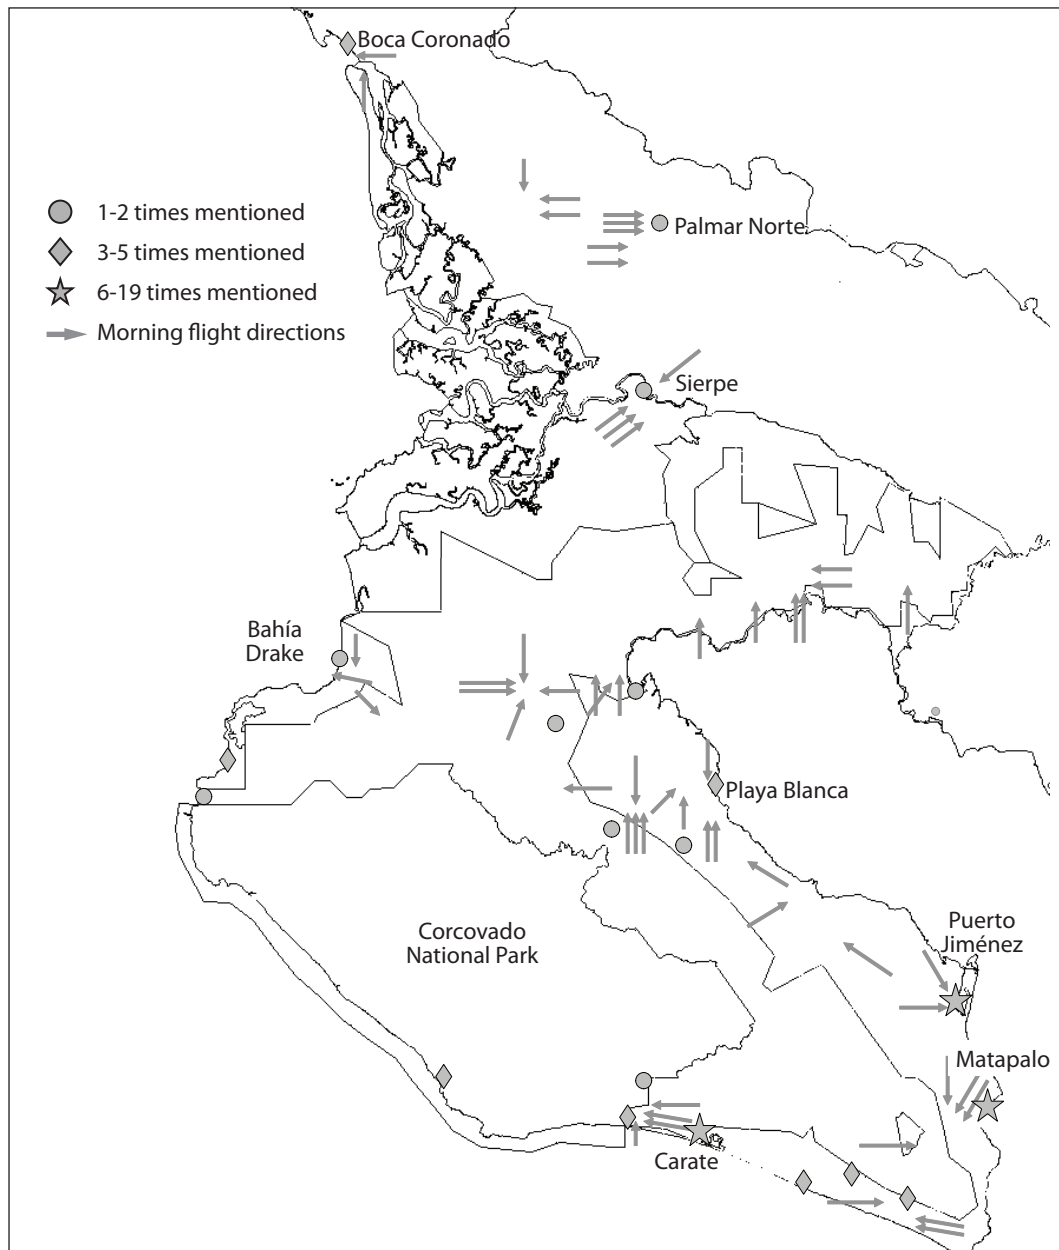 Boca Coronado
1-2 times mentioned
3-5 times mentioned
6-19 times mentioned
Morning flight directions
Palmar Norte
Sierpe
Bahía
Drake
Playa Blanca
Corcovado
National Park
Puerto
Jiménez
Matapalo
Carate